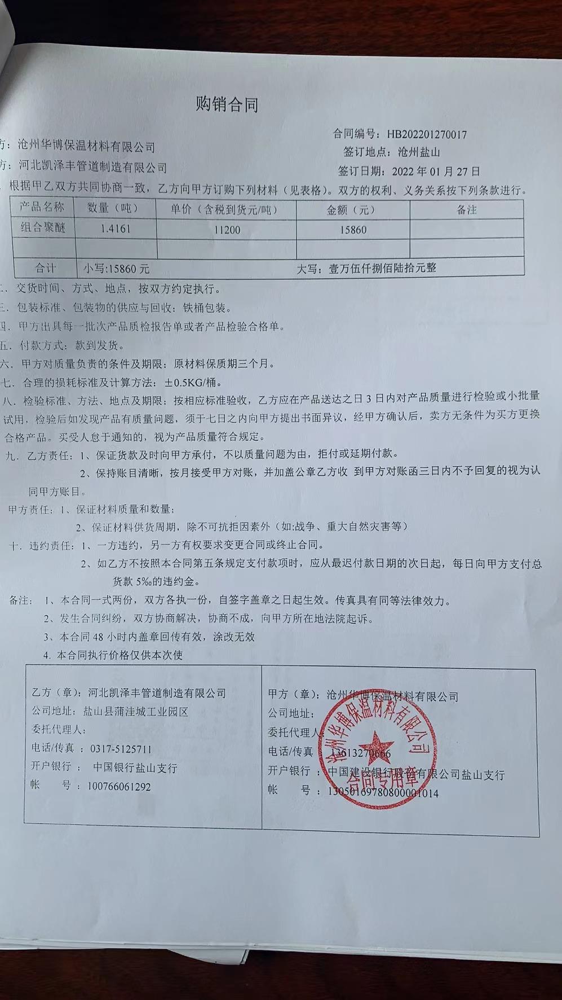 购销合同
合同编号：HB202201270017
方：沧州华博保温材料有限公司
签订地点：沧州盐山
方：河北凯泽丰管道制造有限公司
签订日期：2022 年 01 月 27 日
根据甲乙双方共同协商一致，乙方向甲方订购下列材料（见表格）。双方的权利、义务关系按下列条款进行。
产品名称 数量（吨） 单价（含税到货元/吨） 金额（元） 备注
组合聚醚 1.4161 11200 15860
合计 小写:15860 元 大写：壹万伍仟捌佰陆拾元整
二．交货时间、方式、地点，按双方约定执行。
三．包装标准、包装物的供应与回收：铁桶包装。
四．甲方出具每一批次产品质检报告单或者产品检验合格单。
五．付款方式：款到发货。
六．甲方对质量负责的条件及期限：原材料保质期三个月。
七．合理的损耗标准及计算方法：±0.5KG/桶。
八．检验标准、方法、地点及期限：按相应标准验收，乙方应在产品送达之日 3 日内对产品质量进行检验或小批量
试用，检验后如发现产品有质量问题，须于七日之内向甲方提出书面异议，经甲方确认后，卖方无条件为买方更换
合格产品。买受人怠于通知的，视为产品质量符合规定。
九．乙方责任：1、保证货款及时向甲方承付，不以质量问题为由，拒付或延期付款。
2、保持账目清晰，按月接受甲方对账，并加盖公章乙方收 到甲方对账函三日内不予回复的视为认
同甲方账目。
甲方责任：1、保证材料质量和数量；
2、保证材料供货周期，除不可抗拒因素外（如:战争、重大自然灾害等）
十．违约责任：1、一方违约，另一方有权要求变更合同或终止合同。
2、如乙方不按照本合同第五条规定支付款项时，应从最迟付款日期的次日起，每日向甲方支付总
货款 5‰的违约金。
备注： 1、本合同一式两份，双方各执一份，自签字盖章之日起生效。传真具有同等法律效力。
2、发生合同纠纷，双方协商解决，协商不成，向甲方所在地法院起诉。
3、本合同 48 小时内盖章回传有效，涂改无效
4. 本合同执行价格仅供本次使
乙方（章）：河北凯泽丰管道制造有限公司
公司地址：盐山县蒲洼城工业园区
委托代理人：
电话/传真 ：0317-5125711
开户银行 ： 中国银行盐山支行
帐 号 ：100766061292
甲方（章）：沧州华博保温材料有限公司
公司地址：
委托代理人：
电话/传真 13613270666
开户银行 ：中国建设银行股份有限公司盐山支行
帐 号 ：13050169780800001014
沧州华博保温材料有限公司
合同专用章